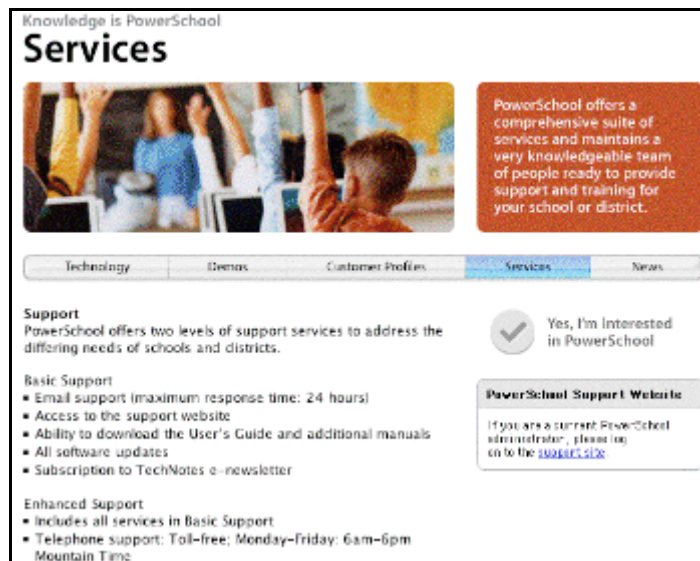 Knowledge is PowerSchool
Services
PowerSchool offers a
comprehensive suite of
services and maintains a
very knowledgeable team
of people ready to provide
support and training for
your school or district.
Technology Demos Customer Profiles Services News
Support
PowerSchool offers two levels of support services to address the
differing needs of schools and districts.
Yes, I'm Interested
in PowerSchool
Basic Support
▪ Email support (maximum response time: 24 hours)
▪ Access to the support website
▪ Ability to download the User's Guide and additional manuals
▪ All software updates
▪ Subscription to TechNotes e-newsletter
PowerSchool Support Website
If you are a current PowerSchool
administrator, please log
on to the support site.
Enhanced Support
▪ Includes all services in Basic Support
▪ Telephone support: Toll-free; Monday-Friday: 6am-6pm
Mountain Time